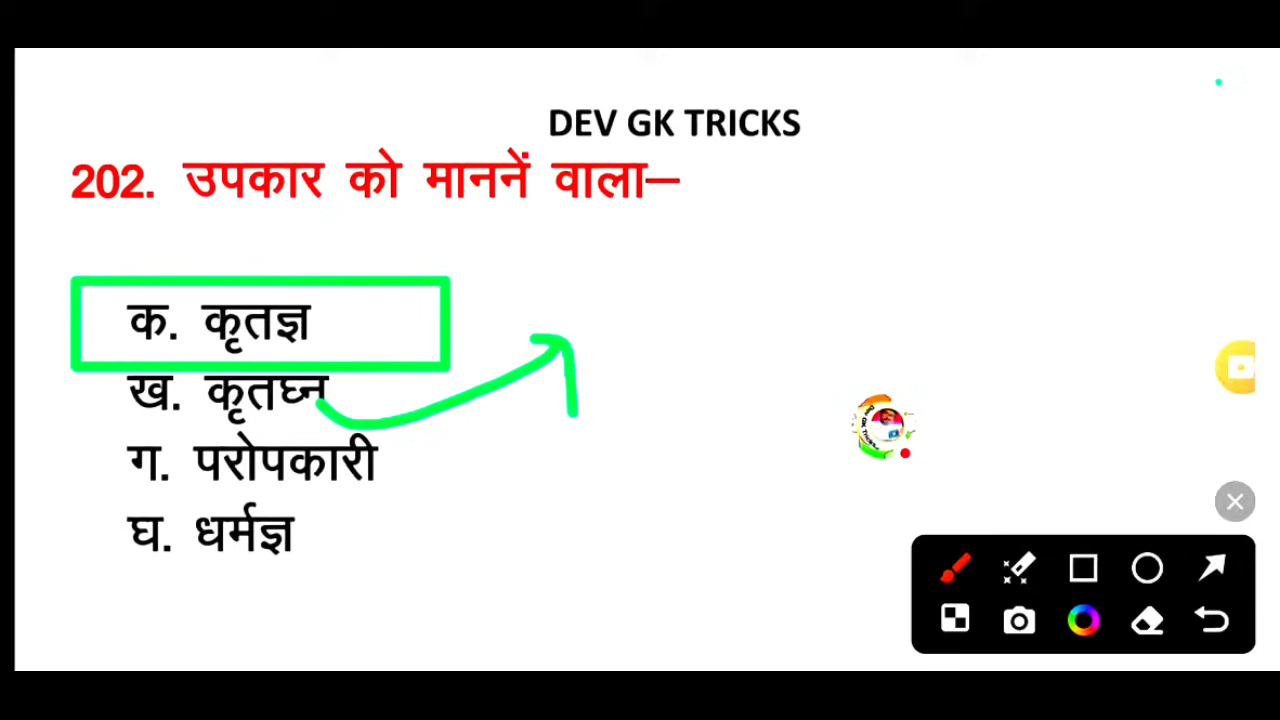 DEV GK TRICKS
202. उपकार को माननें वाला–
क. कृतज्ञ
ख. कृतघ्न
ग. परोपकारी
घ. धर्मज्ञ